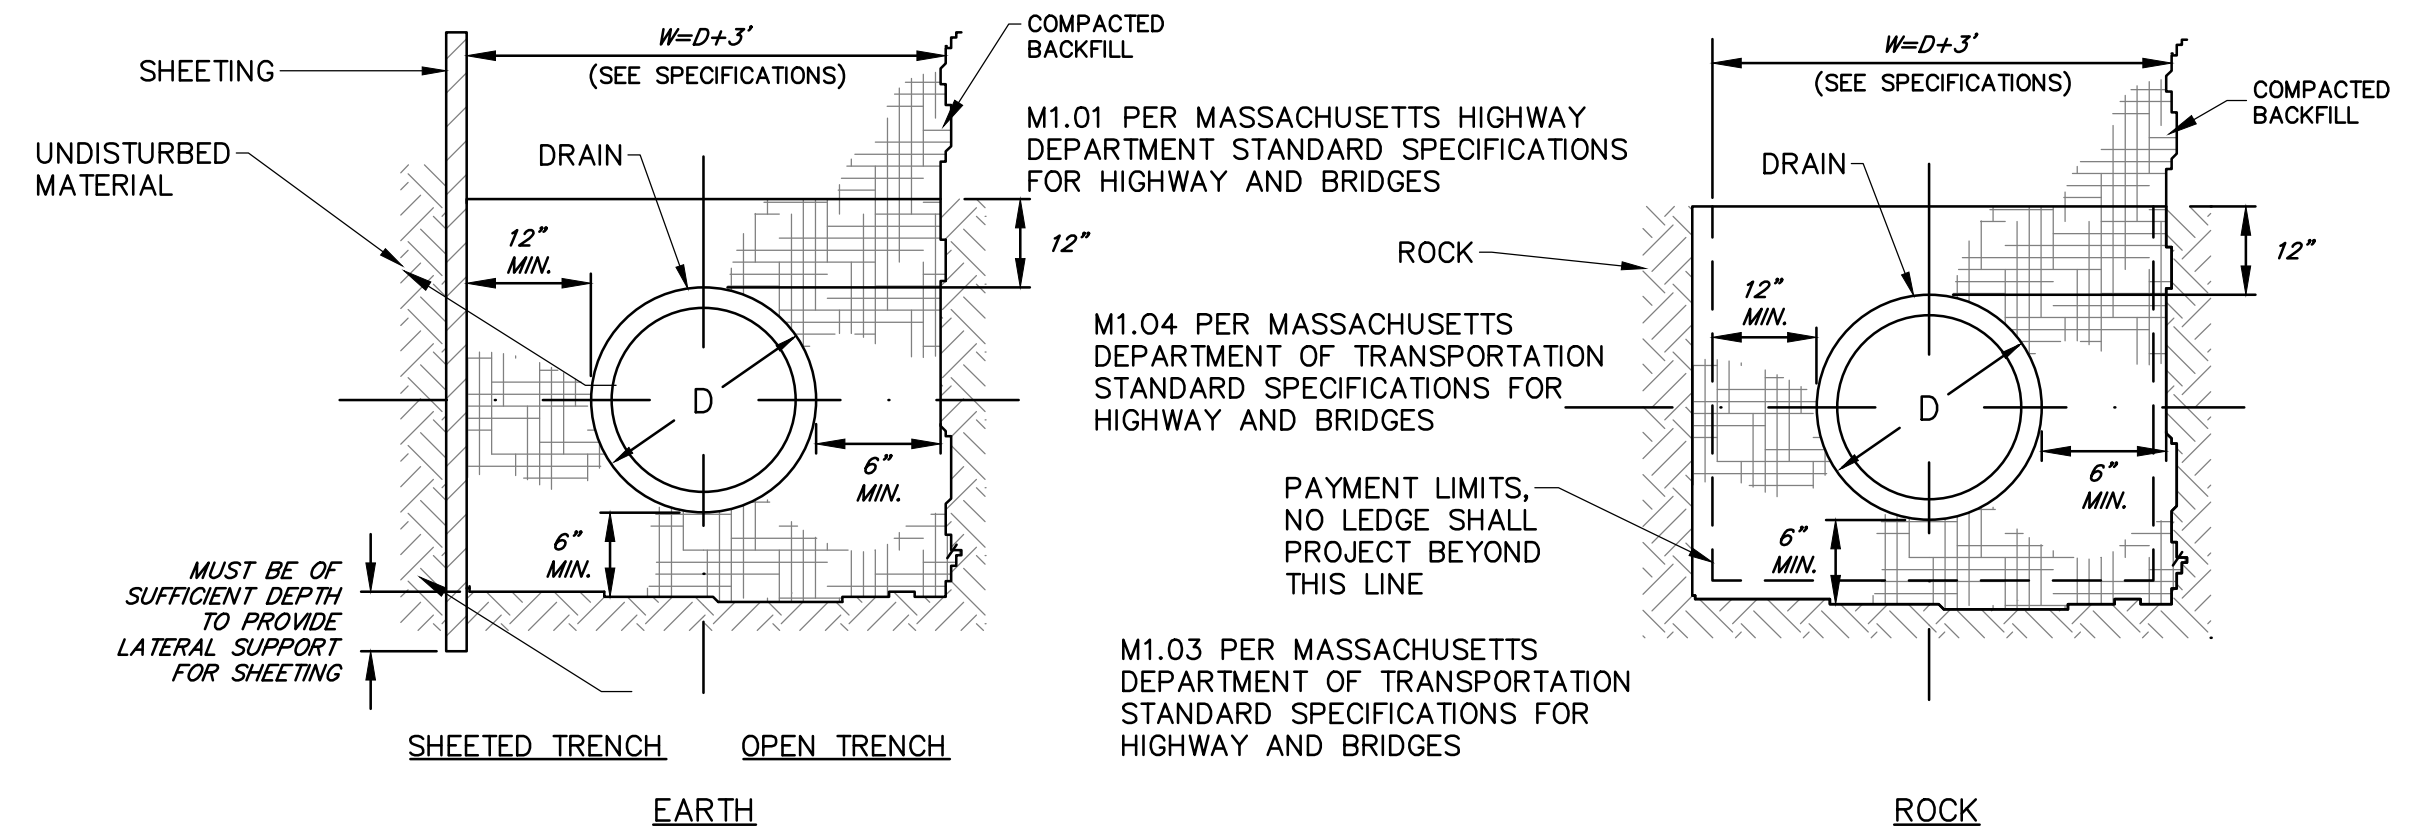 SHEETING
W=D+3'
(SEE SPECIFICATIONS)
COMPACTED
BACKFILL
UNDISTURBED
MATERIAL
DRAIN
12"
MIN.
12"
D
6"
MIN.
6"
MIN.
MUST BE OF
SUFFICIENT DEPTH
TO PROVIDE
LATERAL SUPPORT
FOR SHEETING
SHEETED TRENCH
OPEN TRENCH
EARTH
M1.01 PER MASSACHUSETTS HIGHWAY
DEPARTMENT STANDARD SPECIFICATIONS
FOR HIGHWAY AND BRIDGES
M1.04 PER MASSACHUSETTS
DEPARTMENT OF TRANSPORTATION
STANDARD SPECIFICATIONS FOR
HIGHWAY AND BRIDGES
PAYMENT LIMITS,
NO LEDGE SHALL
PROJECT BEYOND
THIS LINE
M1.03 PER MASSACHUSETTS
DEPARTMENT OF TRANSPORTATION
STANDARD SPECIFICATIONS FOR
HIGHWAY AND BRIDGES
W=D+3'
(SEE SPECIFICATIONS)
COMPACTED
BACKFILL
DRAIN
ROCK
12"
MIN.
12"
D
6"
MIN.
6"
MIN.
ROCK